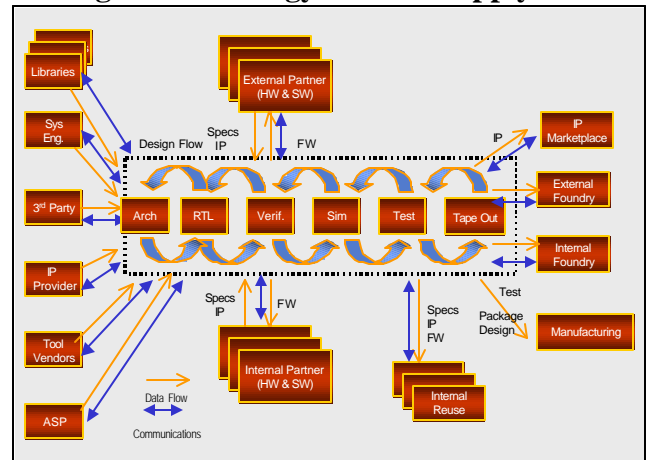 Libraries
External Partner
(HW & SW)
Sys
Eng.
Design Flow
Specs
IP
FW
IP
IP
Marketplace
3rd Party
Arch
RTL
Verif.
Sim
Test
Tape Out
External
Foundry
Internal
Foundry
IP
Provider
Specs
IP
FW
Specs
IP
FW
Test
Package
Design
Manufacturing
Tool
Vendors
Internal Partner
(HW & SW)
Internal
Reuse
ASP
Data Flow
Communications